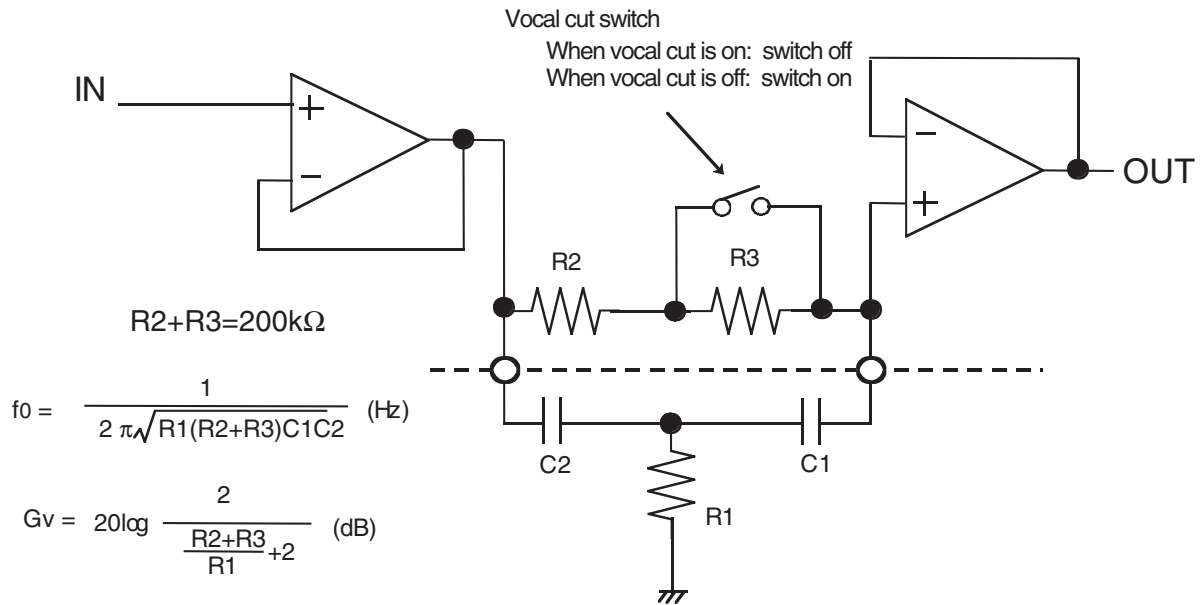 Vocal cut switch
When vocal cut is on: switch off
When vocal cut is off: switch on
IN
+
−
−
+
OUT
R2
R3
R2+R3=200kΩ
f0 = 1 / 2 π√R1(R2+R3)C1C2 (Hz)
C2
C1
R1
Gv = 20log 2 / R2+R3 / R1 +2 (dB)